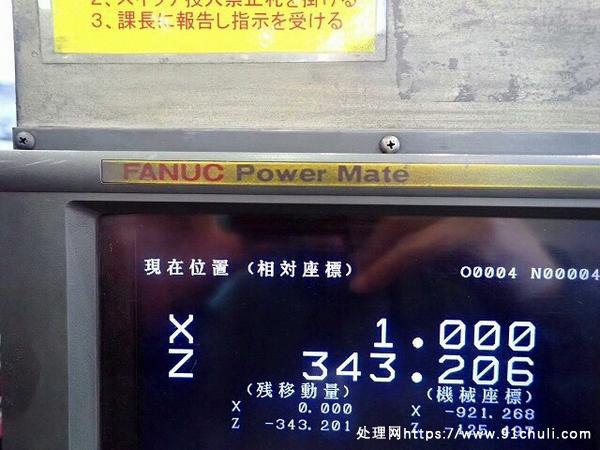 2、スイッチ投入禁止札を掛ける
3、課長に報告し指示を受ける
FANUC Power Mate
現在位置 (相対座標) O0004 N00004
X 1.000
Z 343.206
(残移動量) (機械座標)
X 0.000 X -921.268
Z -343.201 Z
处理网https://www.91chuli.com/